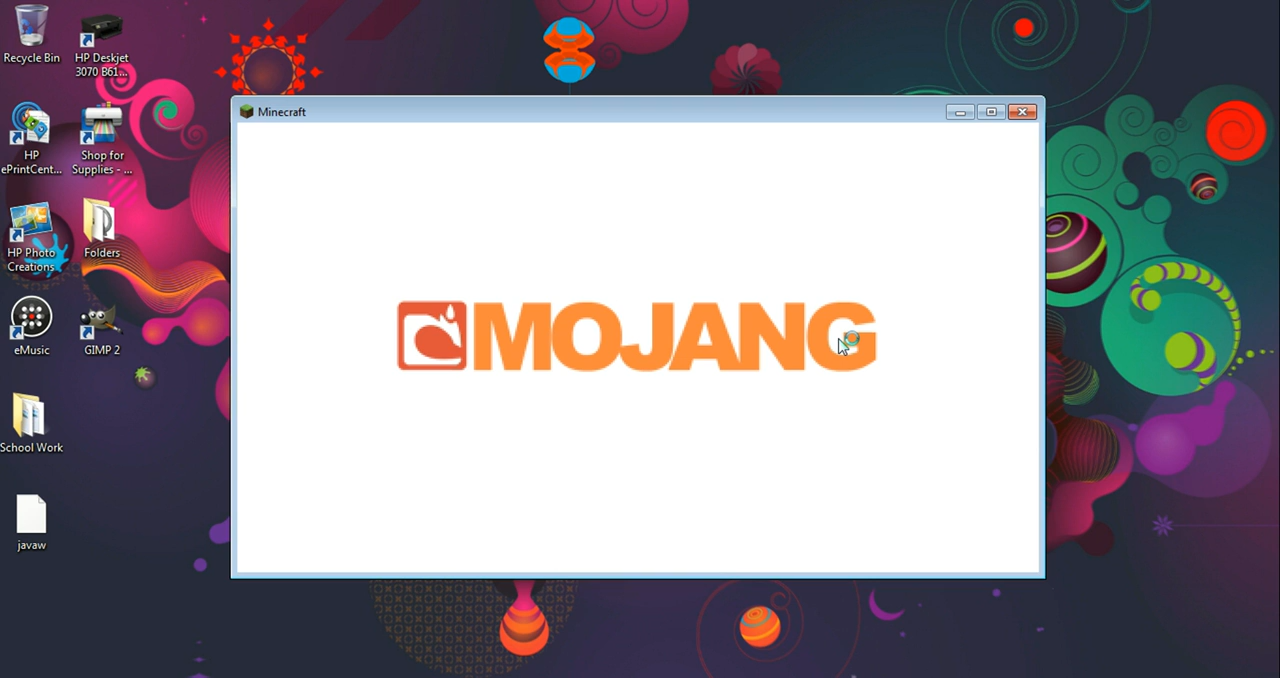 Recycle Bin
HP Deskjet
3070 B61...
HP
ePrintCent...
Shop for
Supplies - ...
HP Photo
Creations
Folders
eMusic
GIMP 2
School Work
javaw
Minecraft
MOJANG